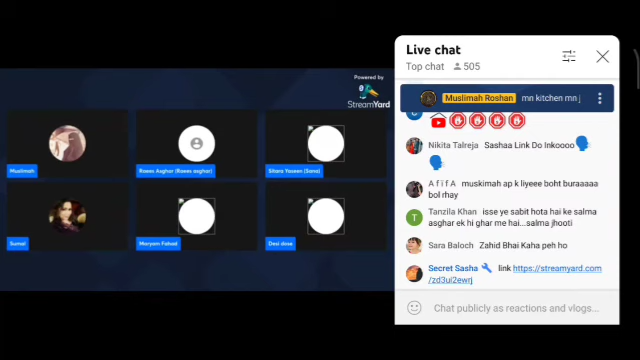 Powered by
StreamYard
Muslimah
Raees Asghar (Raees asghar)
Sitara Yaseen (Sana)
Sumai
Maryam Fahad
Desi dose
Live chat
Top chat 505
Muslimah Roshan mn kitchen mn j
Nikita Talreja Sashaa Link Do Inkoooo
A f i f A muskimah ap k liyeee boht buraaaaa
bol rhay
Tanzila Khan isse ye sabit hota hai ke salma
asghar ek hi ghar me hai...salma jhooti
Sara Baloch Zahid Bhai Kaha peh ho
Secret Sasha link https://streamyard.com
/zd3ui2ewrj
Chat publicly as reactions and vlogs...